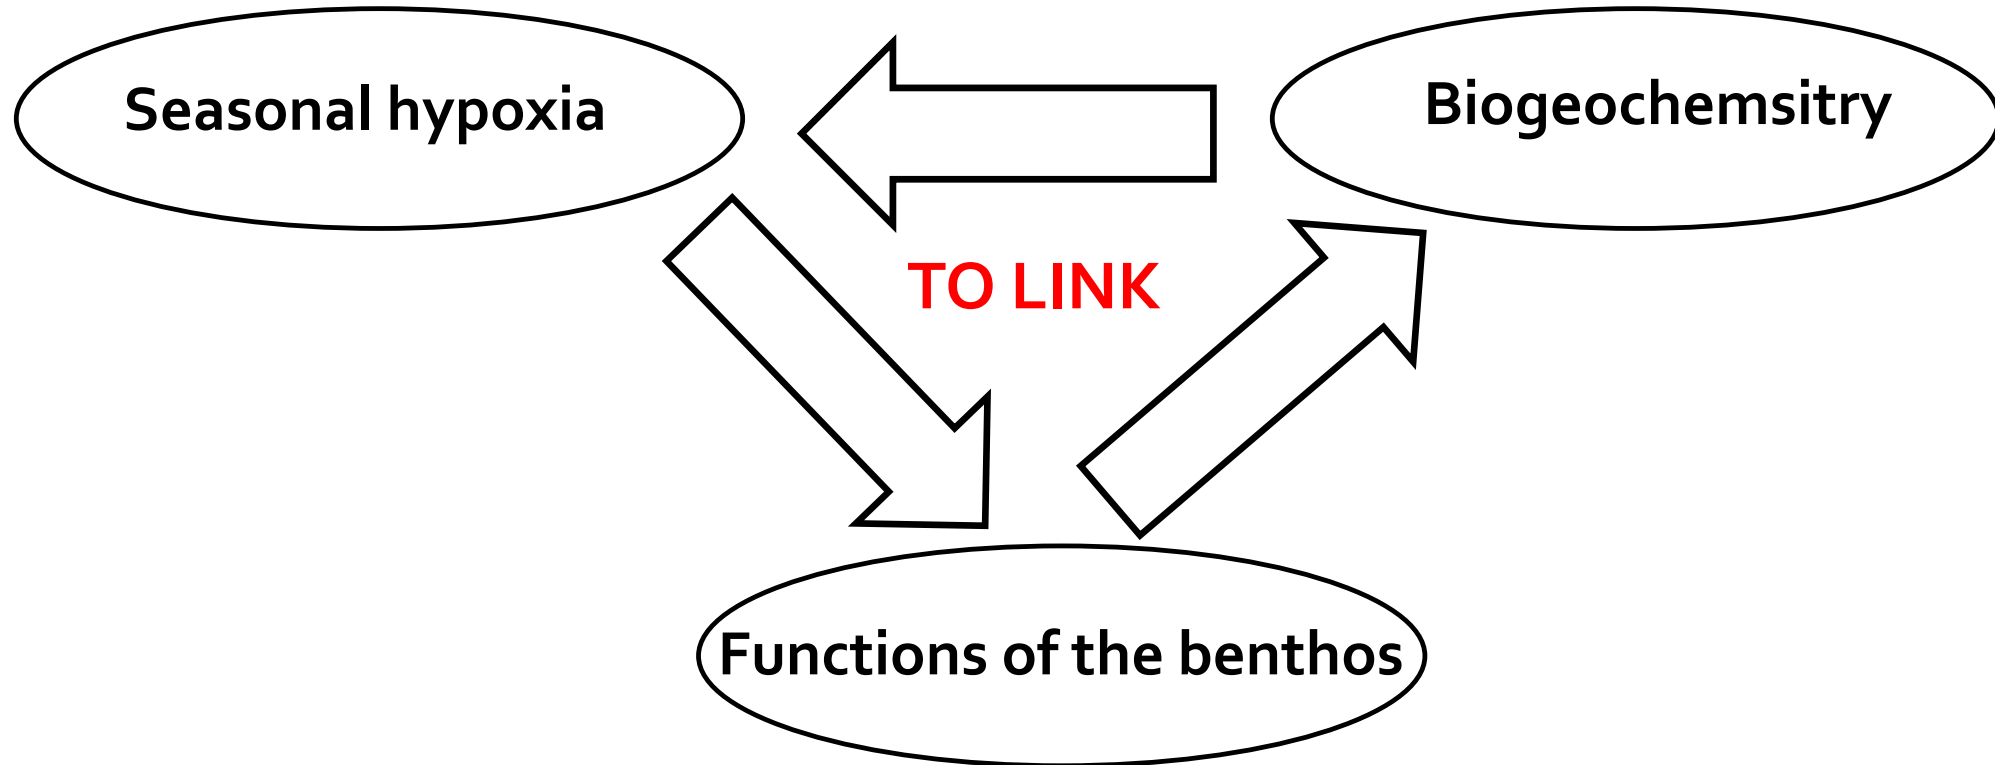 Seasonal hypoxia
Biogeochemsitry
TO LINK
Functions of the benthos